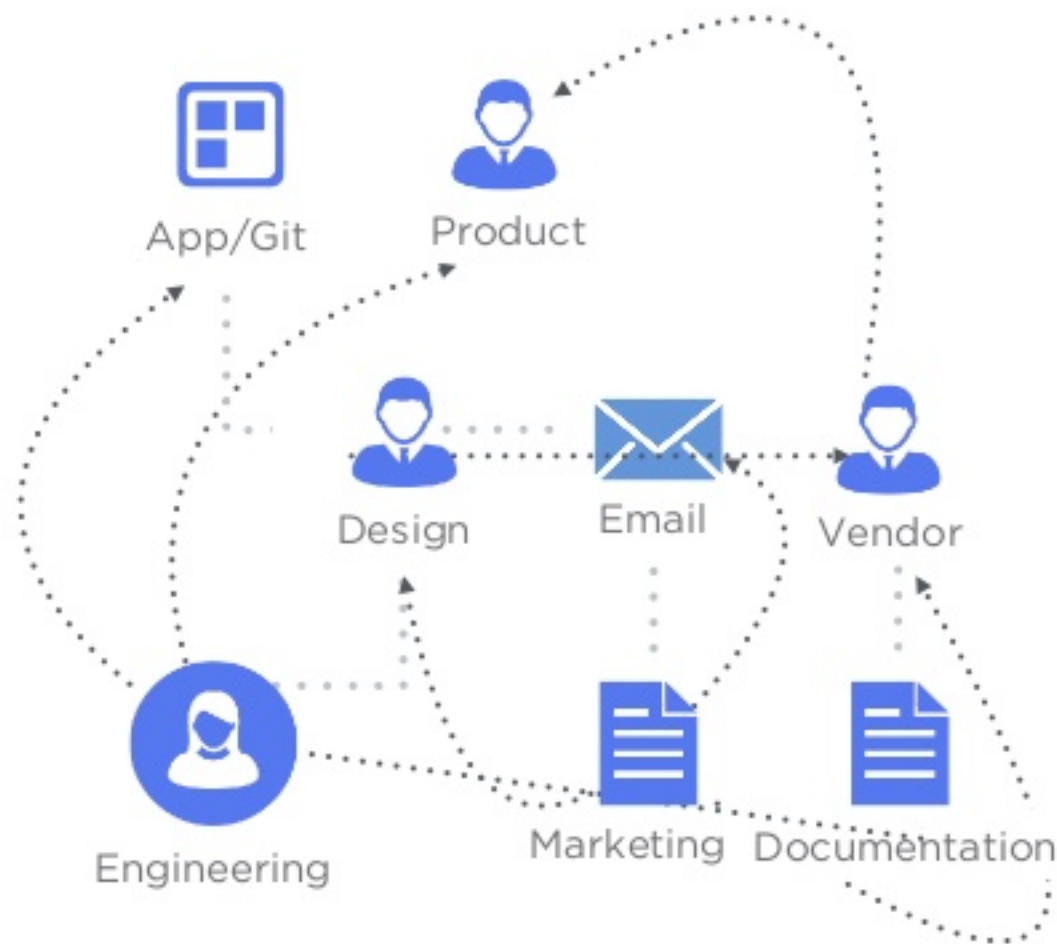 App/Git
Product
Design
Email
Vendor
Engineering
Marketing
Documentation